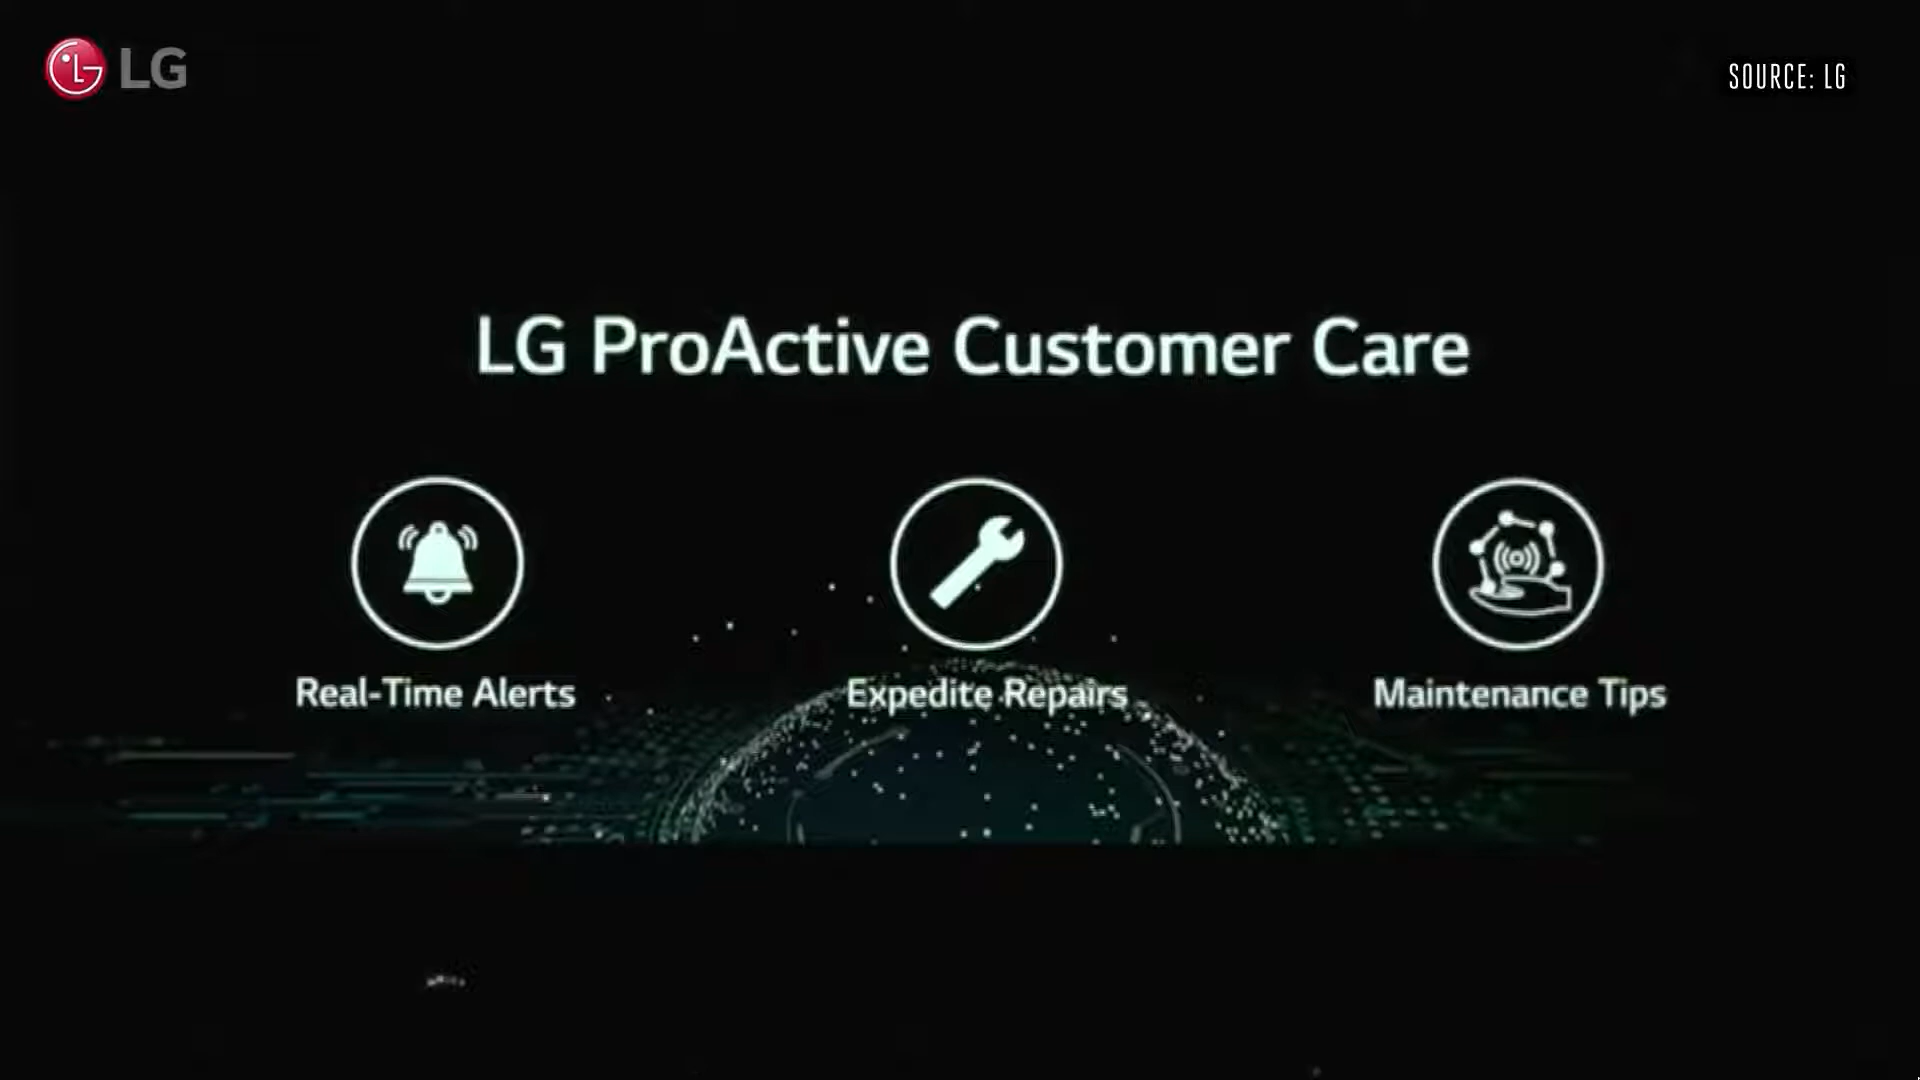 LG
SOURCE: LG
LG ProActive Customer Care
Real-Time Alerts
Expedite Repairs
Maintenance Tips